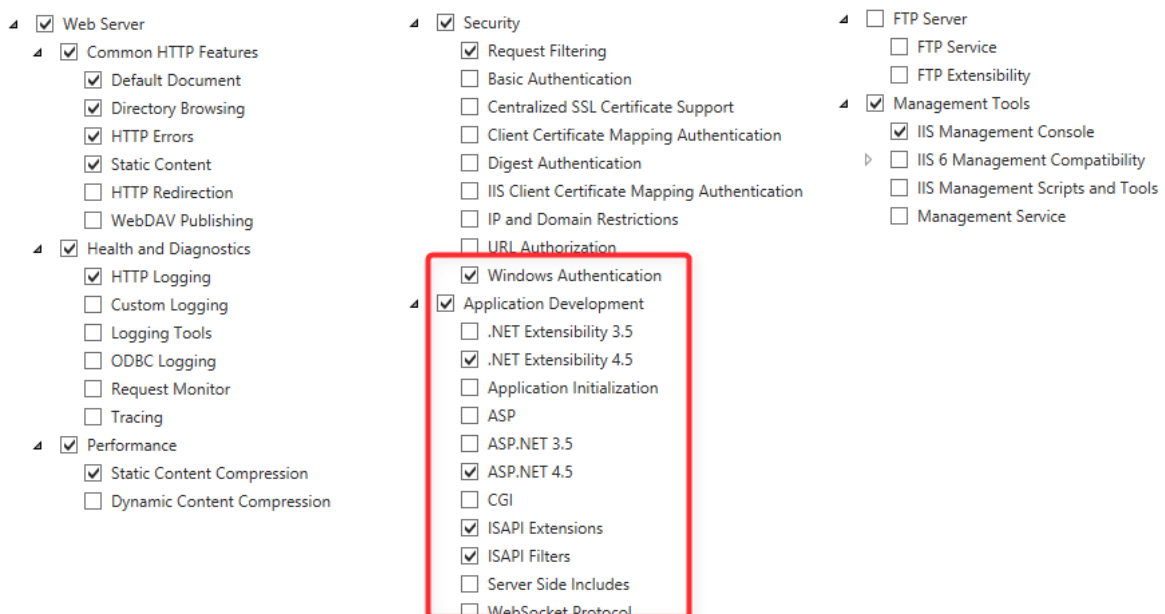 Web Server
Common HTTP Features
Default Document
Directory Browsing
HTTP Errors
Static Content
HTTP Redirection
WebDAV Publishing
Health and Diagnostics
HTTP Logging
Custom Logging
Logging Tools
ODBC Logging
Request Monitor
Tracing
Performance
Static Content Compression
Dynamic Content Compression
Security
Request Filtering
Basic Authentication
Centralized SSL Certificate Support
Client Certificate Mapping Authentication
Digest Authentication
IIS Client Certificate Mapping Authentication
IP and Domain Restrictions
URL Authorization
Windows Authentication
Application Development
.NET Extensibility 3.5
.NET Extensibility 4.5
Application Initialization
ASP
ASP.NET 3.5
ASP.NET 4.5
CGI
ISAPI Extensions
ISAPI Filters
Server Side Includes
WebSocket Protocol
FTP Server
FTP Service
FTP Extensibility
Management Tools
IIS Management Console
IIS 6 Management Compatibility
IIS Management Scripts and Tools
Management Service